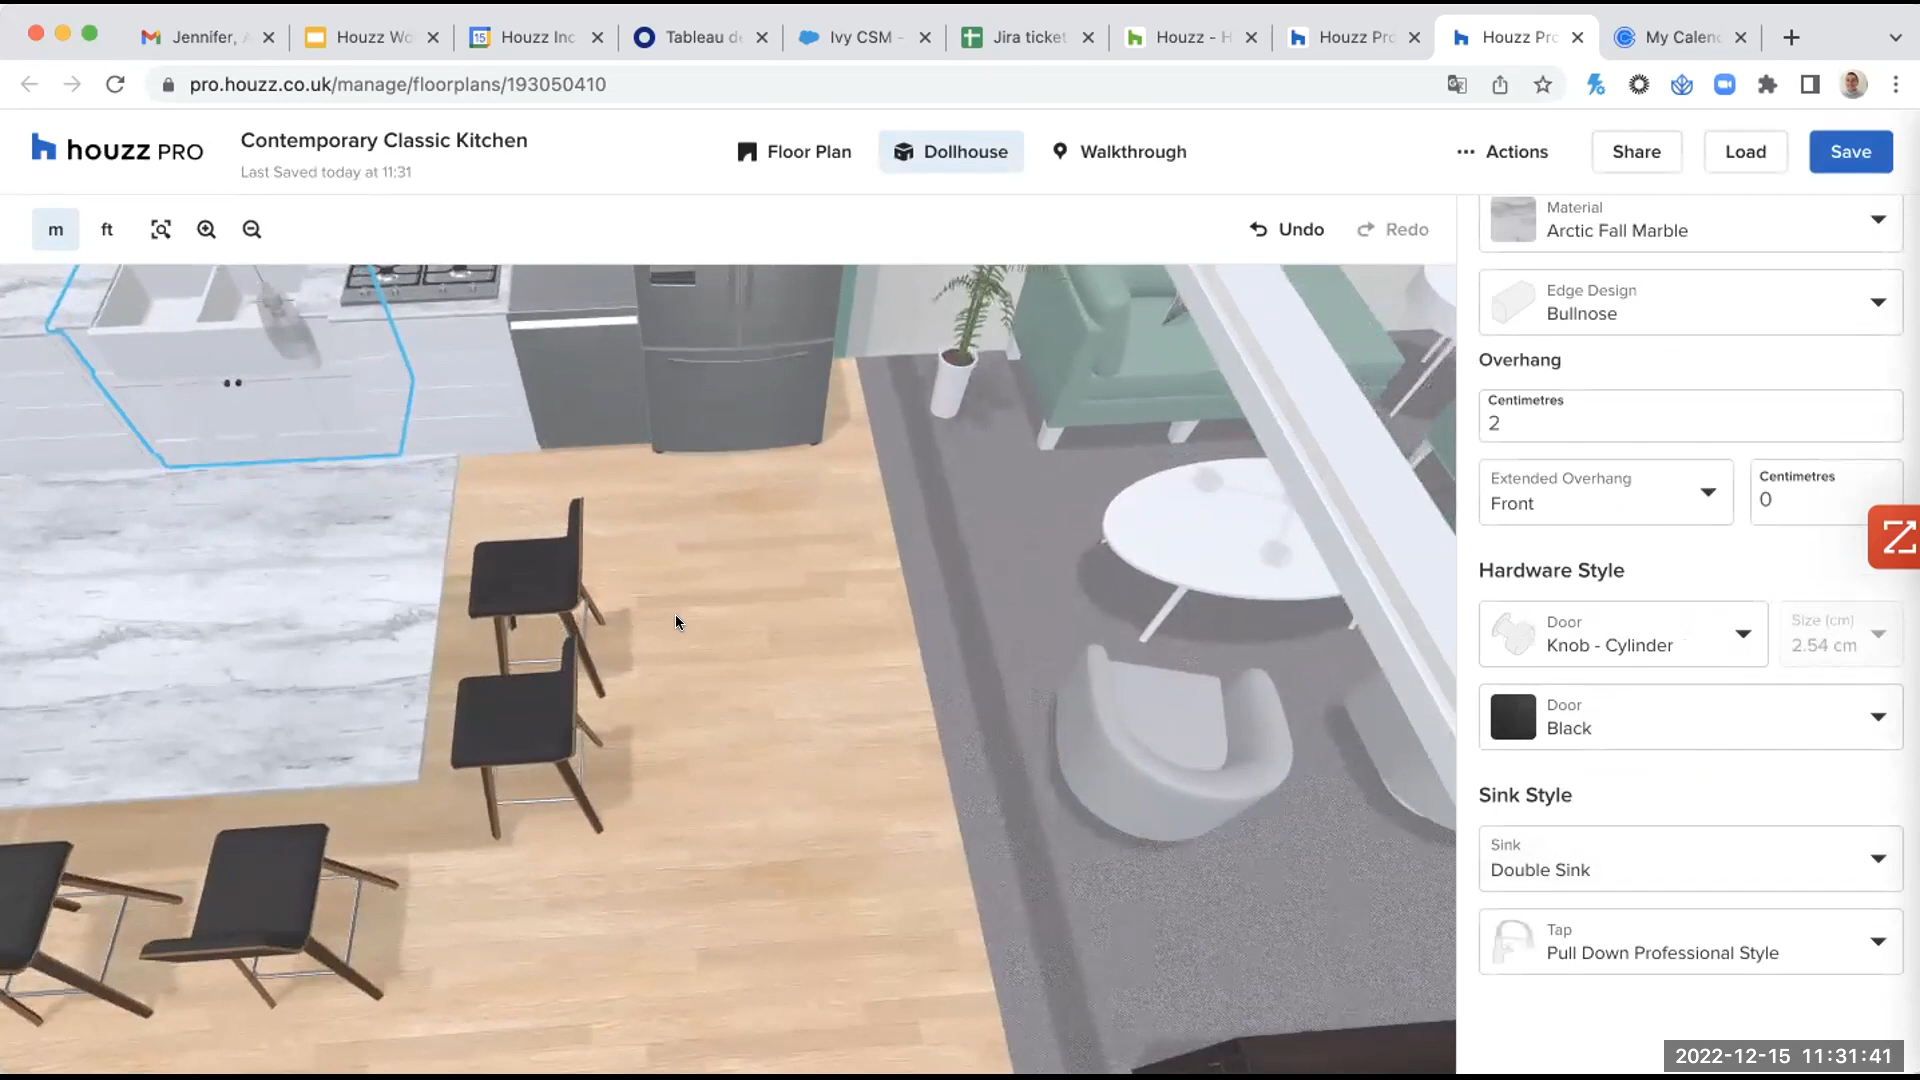 Jennifer, A
Houzz Wo
15
Houzz Inc
Tableau de
Ivy CSM -
Jira ticket
Houzz - H
Houzz Pro
Houzz Pro
My Calend
pro.houzz.co.uk/manage/floorplans/193050410
houzz PRO
Contemporary Classic Kitchen
Last Saved today at 11:31
Floor Plan
Dollhouse
Walkthrough
Actions
Share
Load
Save
m
ft
Undo
Redo
Material
Arctic Fall Marble
Edge Design
Bullnose
Overhang
Centimetres
2
Extended Overhang
Front
Centimetres
0
Hardware Style
Door
Knob - Cylinder
Size (cm)
2.54 cm
Door
Black
Sink Style
Sink
Double Sink
Tap
Pull Down Professional Style
2022-12-15 11:31:41